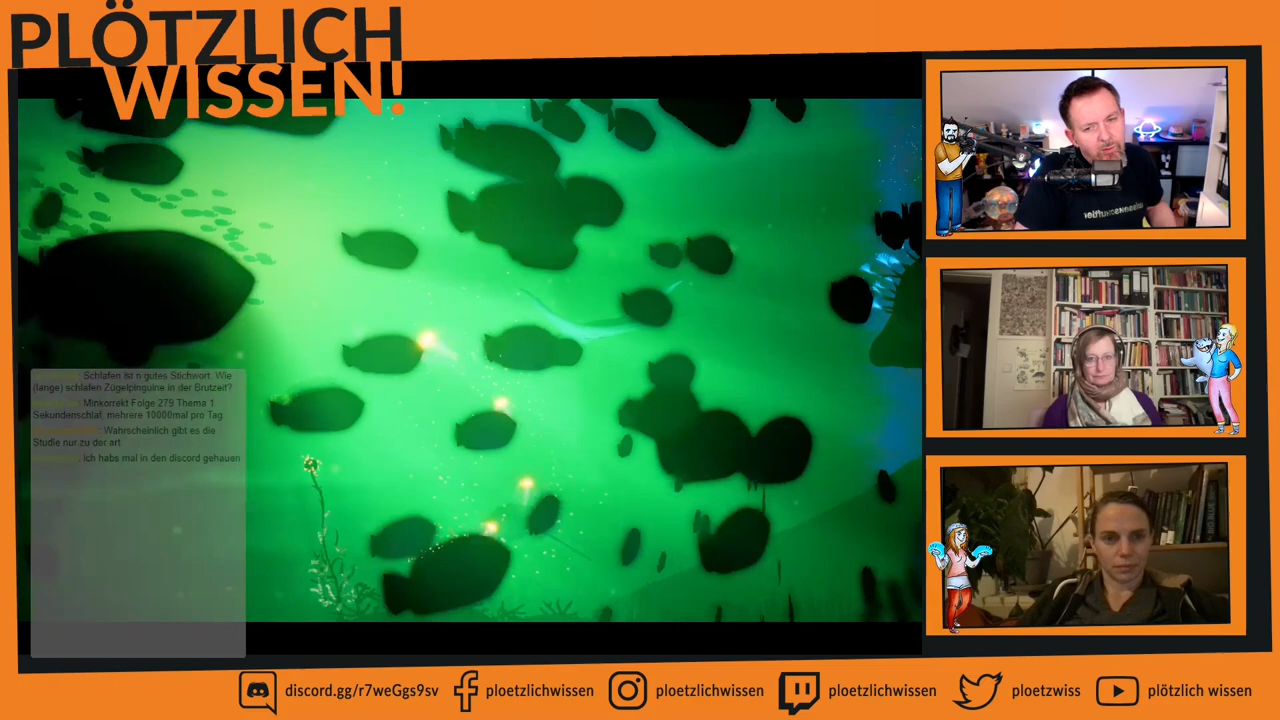 PLÖTZLICH
WISSEN!
: Schlafen ist n gutes Stichwort. Wie
(lange) schlafen Zügelpinguine in der Brutzeit?
: Minkorrekt Folge 279 Thema 1.
Sekundenschlaf, mehrere 10000mal pro Tag
: Wahrscheinlich gibt es die
Studie nur zu der art
: Ich habs mal in den discord gehauen
discord.gg/r7weGgs9sv
ploetzlichwissen
ploetzlichwissen
ploetzlichwissen
ploetzwiss
plötzlich wissen